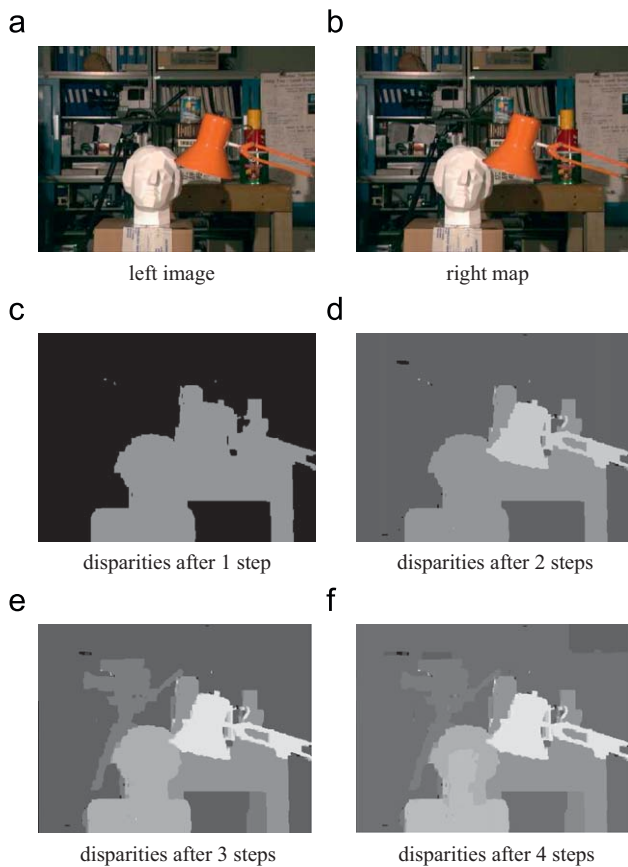 a
b
left image
right map
c
d
disparities after 1 step
disparities after 2 steps
e
f
disparities after 3 steps
disparities after 4 steps